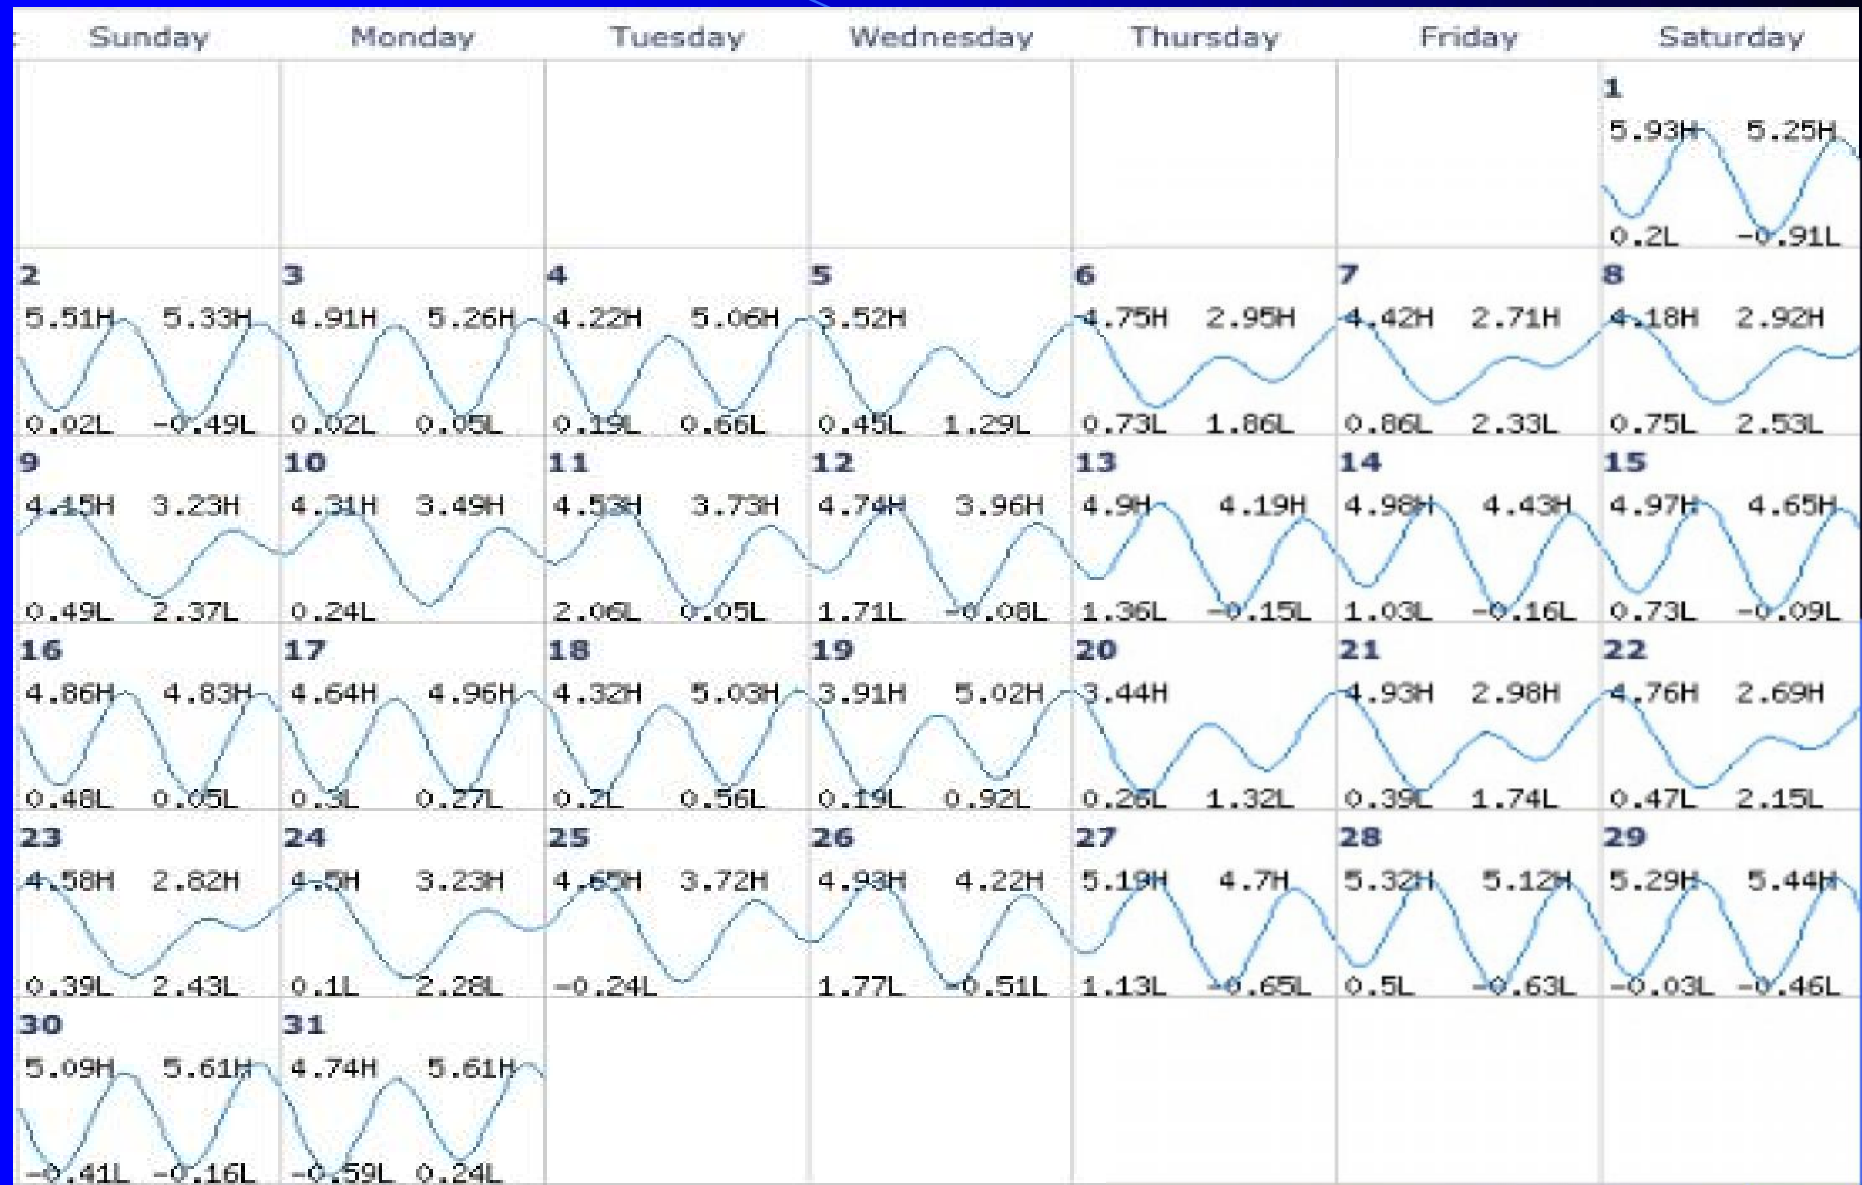 Sunday Monday Tuesday Wednesday Thursday Friday Saturday
1
5.93H 5.25H
0.2L -0.91L
2 3 4 5 6 7 8
5.51H 5.33H 4.91H 5.26H 4.22H 5.06H 3.52H 4.75H 2.95H 4.42H 2.71H 4.18H 2.92H
0.02L -0.49L 0.02L 0.05L 0.19L 0.66L 0.45L 1.29L 0.73L 1.86L 0.86L 2.33L 0.75L 2.53L
9 10 11 12 13 14 15
4.15H 3.23H 4.31H 3.49H 4.53H 3.73H 4.74H 3.96H 4.9H 4.19H 4.98H 4.43H 4.97H 4.65H
0.49L 2.37L 0.24L 2.06L 0.05L 1.71L -0.08L 1.36L -0.15L 1.03L -0.16L 0.73L -0.09L
16 17 18 19 20 21 22
4.86H 4.83H 4.64H 4.96H 4.32H 5.03H 3.91H 5.02H 3.44H 4.93H 2.98H 4.76H 2.69H
0.48L 0.05L 0.3L 0.27L 0.2L 0.56L 0.19L 0.92L 0.26L 1.32L 0.39L 1.74L 0.47L 2.15L
23 24 25 26 27 28 29
4.58H 2.82H 4.5H 3.23H 4.65H 3.72H 4.93H 4.22H 5.19H 4.7H 5.32H 5.12H 5.29H 5.44H
0.39L 2.43L 0.1L 2.28L -0.24L 1.77L -0.51L 1.13L -0.65L 0.5L -0.63L -0.03L -0.46L
30 31
5.09H 5.61H 4.74H 5.61H
-0.41L -0.16L -0.59L 0.24L